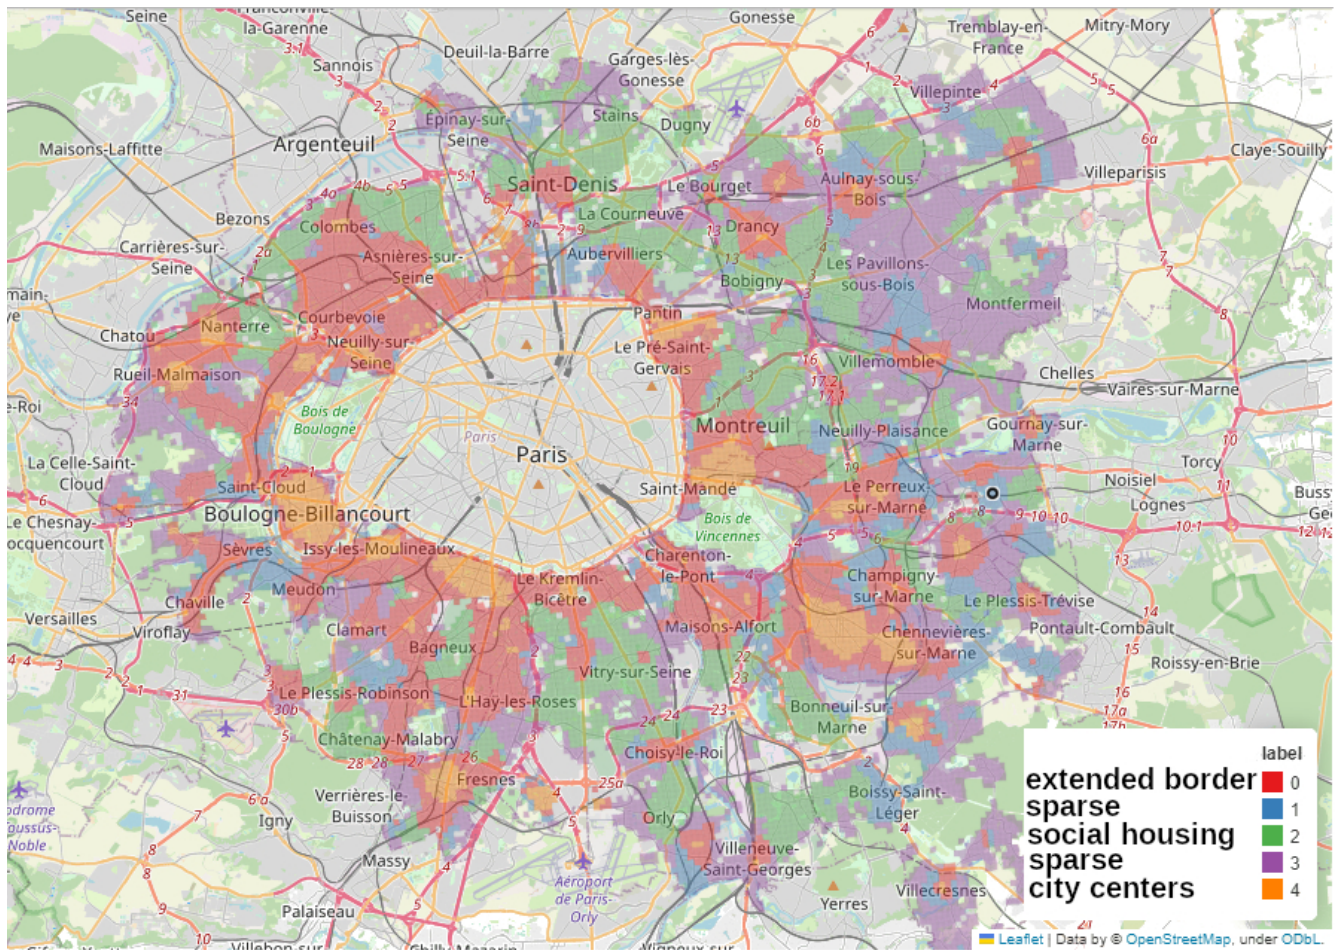 Seine
Franconville-
la-Garenne
Gonesse
Tremblay-en-
France
Mitry-Mory
Deuil-la-Barre
Garges-lès-
Gonesse
Sannois
Villepinte
Épinay-sur-
Seine
Stains
Dugny
Maisons-Laffitte
Argenteuil
Claye-Souilly
Villeparisis
Saint-Denis
Le Bourget
Aulnay-sous-
Bois
Bezons
Colombes
La Courneuve
Drancy
Carrières-sur-
Seine
Asnières-sur-
Seine
Aubervilliers
Bobigny
Les Pavillons-
sous-Bois
Montfermeil
Chatou
Nanterre
Courbevoie
Pantin
Neuilly-sur-
Seine
Le Pré-Saint-
Gervais
Villemomble
Rueil-Malmaison
Chelles
Vaires-sur-Marne
Bois de
Boulogne
Paris
Montreuil
Neuilly-Plaisance
Gournay-sur-
Marne
Paris
La Celle-Saint-
Cloud
Torcy
Saint-Cloud
Saint-Mandé
Le Perreux-
sur-Marne
Noisiel
Lognes
Boulogne-Billancourt
Bois de
Vincennes
Le Chesnay-
ocquencourt
Sèvres
Issy-les-Moulineaux
Charenton-
le-Pont
Meudon
Le Kremlin-
Bicêtre
Champigny-
sur-Marne
Chaville
Le Plessis-Trévise
Versailles
Viroflay
Clamart
Maisons-Alfort
Chennevières-
sur-Marne
Pontault-Combault
Bagneux
Roissy-en-Brie
Vitry-sur-Seine
Le Plessis-Robinson
L'Haÿ-les-Roses
Bonneuil-sur-
Marne
Châtenay-Malabry
Choisy-le-Roi
Fresnes
Verrières-le-
Buisson
Igny
Orly
Boissy-Saint-
Léger
Massy
Villeneuve-
Saint-Georges
Aéroport
de Paris-
Orly
Yerres
Villecresnes
Palaiseau
label
extended border 0
sparse 1
social housing 2
sparse 3
city centers 4
Leaflet | Data by © OpenStreetMap, under ODbL.